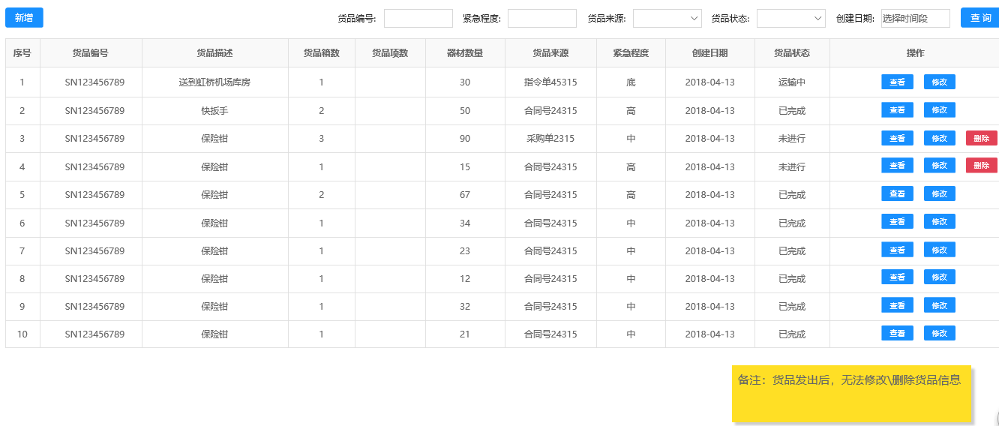 新增 货品编号: 紧急程度: 货品来源: 货品状态: 创建日期: 选择时间段 查 询
序号 货品编号 货品描述 货品箱数 货品项数 器材数量 货品来源 紧急程度 创建日期 货品状态 操作
1 SN123456789 送到虹桥机场库房 1 30 指令单45315 底 2018-04-13 运输中 查看 修改
2 SN123456789 快扳手 2 50 合同号24315 高 2018-04-13 已完成 查看 修改
3 SN123456789 保险钳 3 90 采购单2315 中 2018-04-13 未进行 查看 修改 删除
4 SN123456789 保险钳 1 15 合同号24315 高 2018-04-13 未进行 查看 修改 删除
5 SN123456789 保险钳 2 67 合同号24315 高 2018-04-13 已完成 查看 修改
6 SN123456789 保险钳 1 34 合同号24315 中 2018-04-13 已完成 查看 修改
7 SN123456789 保险钳 1 23 合同号24315 中 2018-04-13 已完成 查看 修改
8 SN123456789 保险钳 1 12 合同号24315 中 2018-04-13 已完成 查看 修改
9 SN123456789 保险钳 1 32 合同号24315 中 2018-04-13 已完成 查看 修改
10 SN123456789 保险钳 1 21 合同号24315 中 2018-04-13 已完成 查看 修改
备注：货品发出后，无法修改\删除货品信息